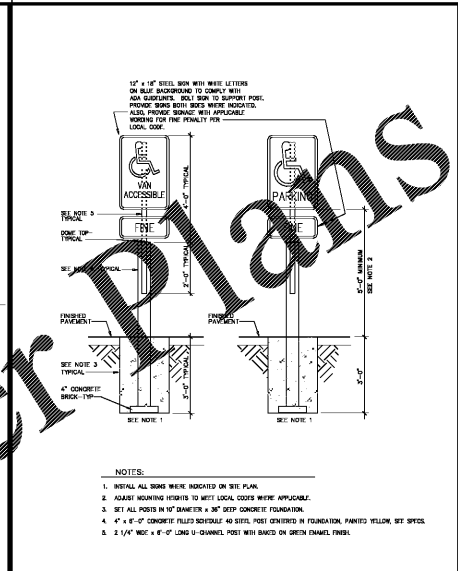 12" x 18" STEEL SIGN WITH WHITE LETTERS
ON BLUE BACKGROUND TO COMPLY WITH
ADA GUIDELINES. BOLT SIGN TO SUPPORT POST.
PROVIDE SIGNS BOTH SIDES WHERE INDICATED.
ALSO, PROVIDE SIGNAGE WITH APPLICABLE
WORDING FOR FINE PENALTY PER
LOCAL CODE.
VAN
ACCESSIBLE
FINE
PARKING
4'-0" TYPICAL
2'-0" TYPICAL
3'-0" TYPICAL
SEE NOTE 5
TYPICAL
DOME TOP-
TYPICAL
SEE NOTE TYPICAL
FINISHED
PAVEMENT
SEE NOTE 3
TYPICAL
4" CONCRETE
BRICK-TYP
SEE NOTE 1
FINISHED
PAVEMENT
5'-0" MINIMUM
SEE NOTE 2
3'-0"
SEE NOTE 1
er Plans
NOTES:
1. INSTALL ALL SIGNS WHERE INDICATED ON SITE PLAN.
2. ADJUST MOUNTING HEIGHTS TO MEET LOCAL CODES WHERE APPLICABLE.
3. SET ALL POSTS IN 10" DIAMETER x 36" DEEP CONCRETE FOUNDATION.
4. 4" x 8'-0" CONCRETE FILLED SCHEDULE 40 STEEL POST CENTERED IN FOUNDATION, PAINTED YELLOW, SEE SPECS.
5. 2 1/4" WIDE x 6'-0" LONG U-CHANNEL POST WITH BAKED ON GREEN ENAMEL FINISH.